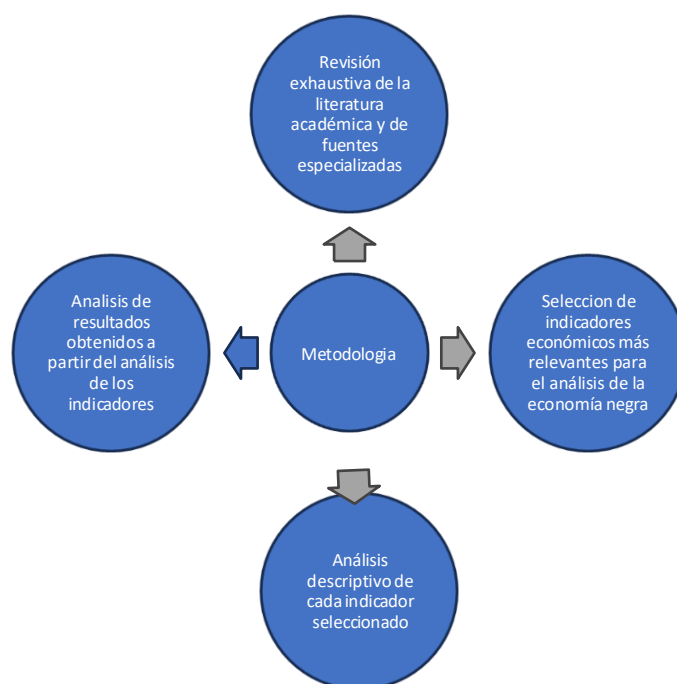 Revisión
exhaustiva de la
literatura
académica y de
fuentes
especializadas
Analisis de
resultados
obtenidos a
partir del análisis
de los
indicadores
Metodologia
Seleccion de
indicadores
económicos más
relevantes para
el análisis de la
economía negra
Análisis
descriptivo de
cada indicador
seleccionado